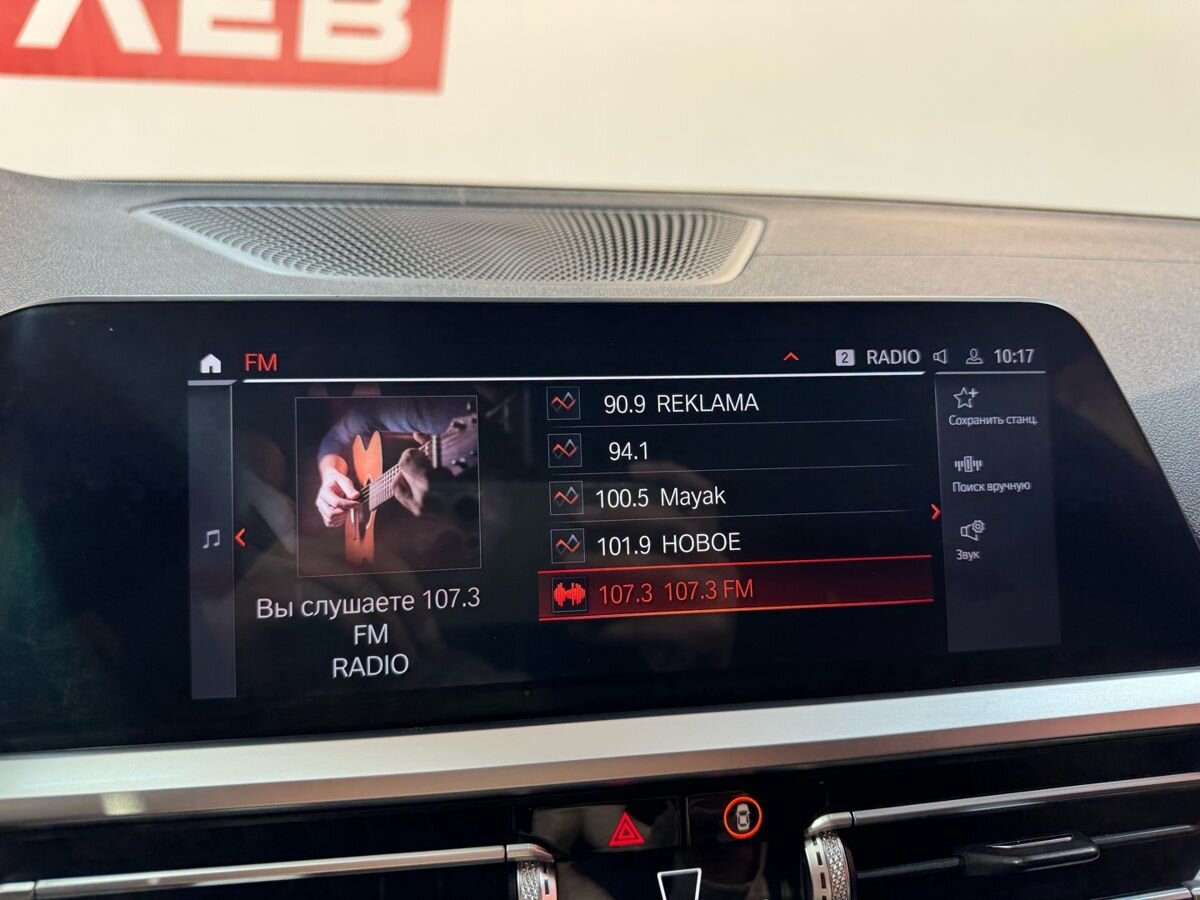 ЛЕВ
FM
2 RADIO 10:17
90.9 REKLAMA
94.1
100.5 Mayak
101.9 НОВОЕ
107.3 107.3 FM
Вы слушаете 107.3
FM
RADIO
Сохранить станц.
Поиск вручную
Звук